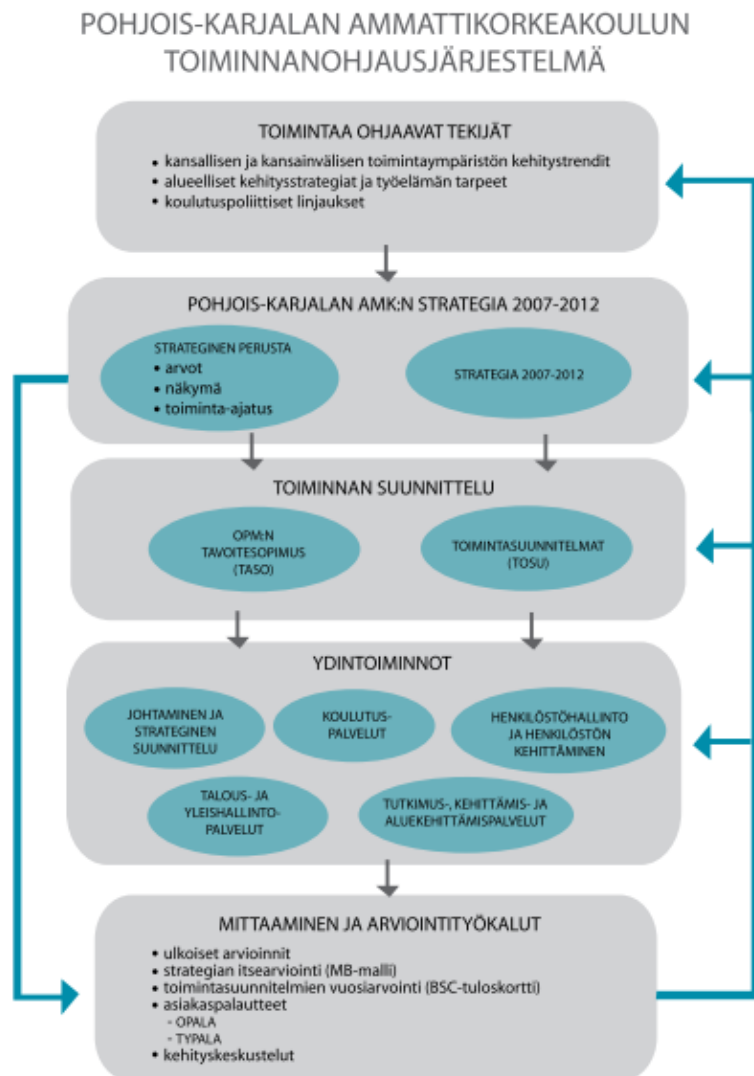 POHJOIS-KARJALAN AMMATTIKORKEAKOULUN
TOIMINNANOHJAUSJÄRJESTELMÄ
TOIMINTAA OHJAAVAT TEKIJÄT
• kansallisen ja kansainvälisen toimintaympäristön kehitystrendit
• alueelliset kehitysstrategiat ja työelämän tarpeet
• koulutuspoliittiset linjaukset
POHJOIS-KARJALAN AMK:N STRATEGIA 2007-2012
STRATEGINEN PERUSTA
• arvot
• näkymä
• toiminta-ajatus
STRATEGIA 2007-2012
TOIMINNAN SUUNNITTELU
OPM:N
TAVOITESOPIMUS
(TASO)
TOIMINTASUUNNITELMAT
(TOSU)
YDINTOIMINNOT
JOHTAMINEN JA
STRATEGINEN
SUUNNITTELU
KOULUTUS-
PALVELUT
HENKILÖSTÖHALLINTO
JA HENKILÖSTÖN
KEHITTÄMINEN
TALOUS- JA
YLEISHALLINTO-
PALVELUT
TUTKIMUS-, KEHITTÄMIS- JA
ALUEKEHITTÄMISPALVELUT
MITTAAMINEN JA ARVIOINTITYÖKALUT
• ulkoiset arvioinnit
• strategian itsearviointi (MB-malli)
• toimintasuunnitelmien vuosiarvointi (BSC-tuloskortti)
• asiakaspalautteet
- OPALA
- TYPALA
• kehityskeskustelut